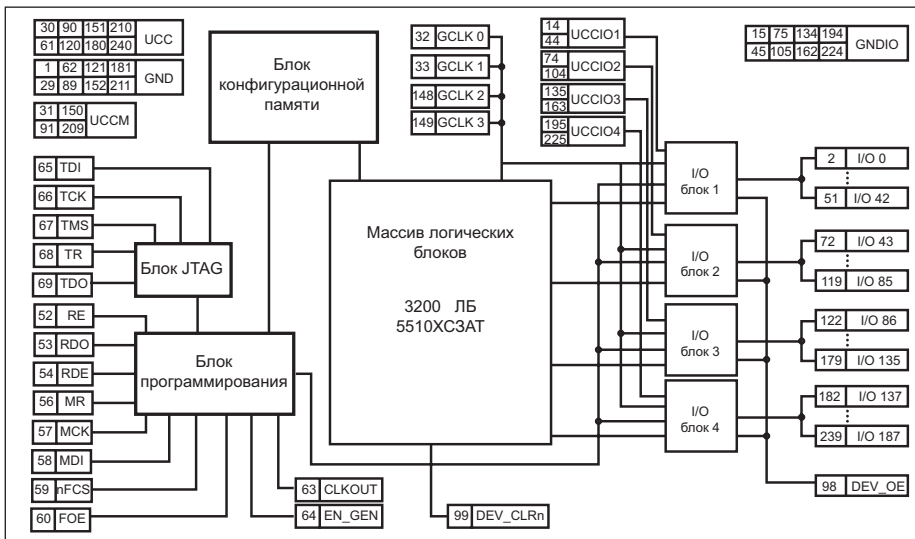 30 90 151 210 UCC
61 120 180 240
1 62 121 181 GND
29 89 152 211
31 150 UCCM
91 209
Блок
конфигурационной
памяти
32 GCLK 0
33 GCLK 1
148 GCLK 2
149 GCLK 3
14 UCCIO1
44
74 UCCIO2
104
135 UCCIO3
163
195 UCCIO4
225
15 75 134 194 GNDIO
45 105 162 224
65 TDI
66 TCK
67 TMS
68 TR
69 TDO
Блок JTAG
52 RE
53 RDO
54 RDE
56 MR
57 MCK
58 MDI
59 nFCS
60 FOE
Блок
программирования
63 CLKOUT
64 EN_GEN
Массив логических
блоков
3200 ЛБ
5510ХС3АТ
99 DEV_CLRn
I/O
блок 1
I/O
блок 2
I/O
блок 3
I/O
блок 4
2 I/O 0
51 I/O 42
72 I/O 43
119 I/O 85
122 I/O 86
179 I/O 135
182 I/O 137
239 I/O 187
98 DEV_OE